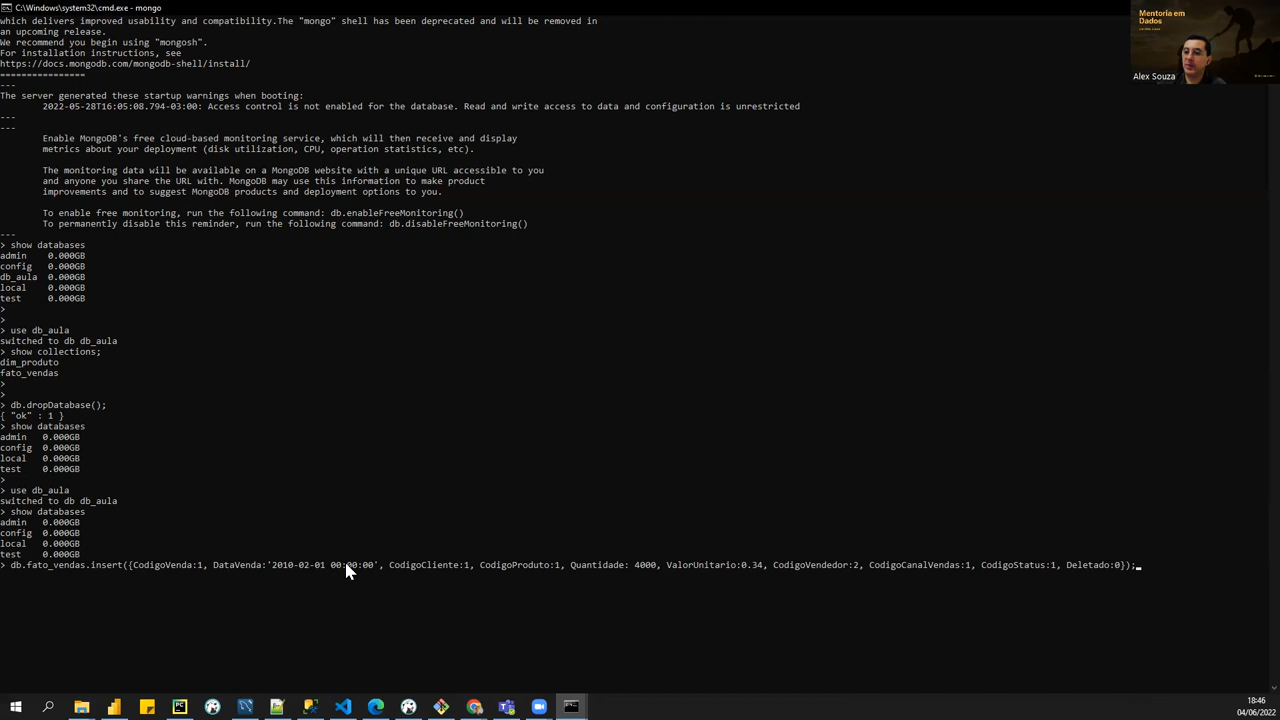 C:\Windows\system32\cmd.exe - mongo
which delivers improved usability and compatibility.The "mongo" shell has been deprecated and will be removed in
an upcoming release.
We recommend you begin using "mongosh".
For installation instructions, see
https://docs.mongodb.com/mongodb-shell/install/
================
---
The server generated these startup warnings when booting:
2022-05-28T16:05:08.794-03:00: Access control is not enabled for the database. Read and write access to data and configuration is unrestricted
---
---
Enable MongoDB's free cloud-based monitoring service, which will then receive and display
metrics about your deployment (disk utilization, CPU, operation statistics, etc).
The monitoring data will be available on a MongoDB website with a unique URL accessible to you
and anyone you share the URL with. MongoDB may use this information to make product
improvements and to suggest MongoDB products and deployment options to you.
To enable free monitoring, run the following command: db.enableFreeMonitoring()
To permanently disable this reminder, run the following command: db.disableFreeMonitoring()
---
> show databases
admin 0.000GB
config 0.000GB
db_aula 0.000GB
local 0.000GB
test 0.000GB
>
>
> use db_aula
switched to db db_aula
> show collections;
dim_produto
fato_vendas
>
>
> db.dropDatabase();
{ "ok" : 1 }
> show databases
admin 0.000GB
config 0.000GB
local 0.000GB
test 0.000GB
>
> use db_aula
switched to db db_aula
> show databases
admin 0.000GB
config 0.000GB
local 0.000GB
test 0.000GB
> db.fato_vendas.insert({CodigoVenda:1, DataVenda:'2010-02-01 00:00:00', CodigoCliente:1, CodigoProduto:1, Quantidade: 4000, ValorUnitario:0.34, CodigoVendedor:2, CodigoCanalVendas:1, CodigoStatus:1, Deletado:0});
Mentoria em
Dados
Alex Souza
18:46
04/06/2022